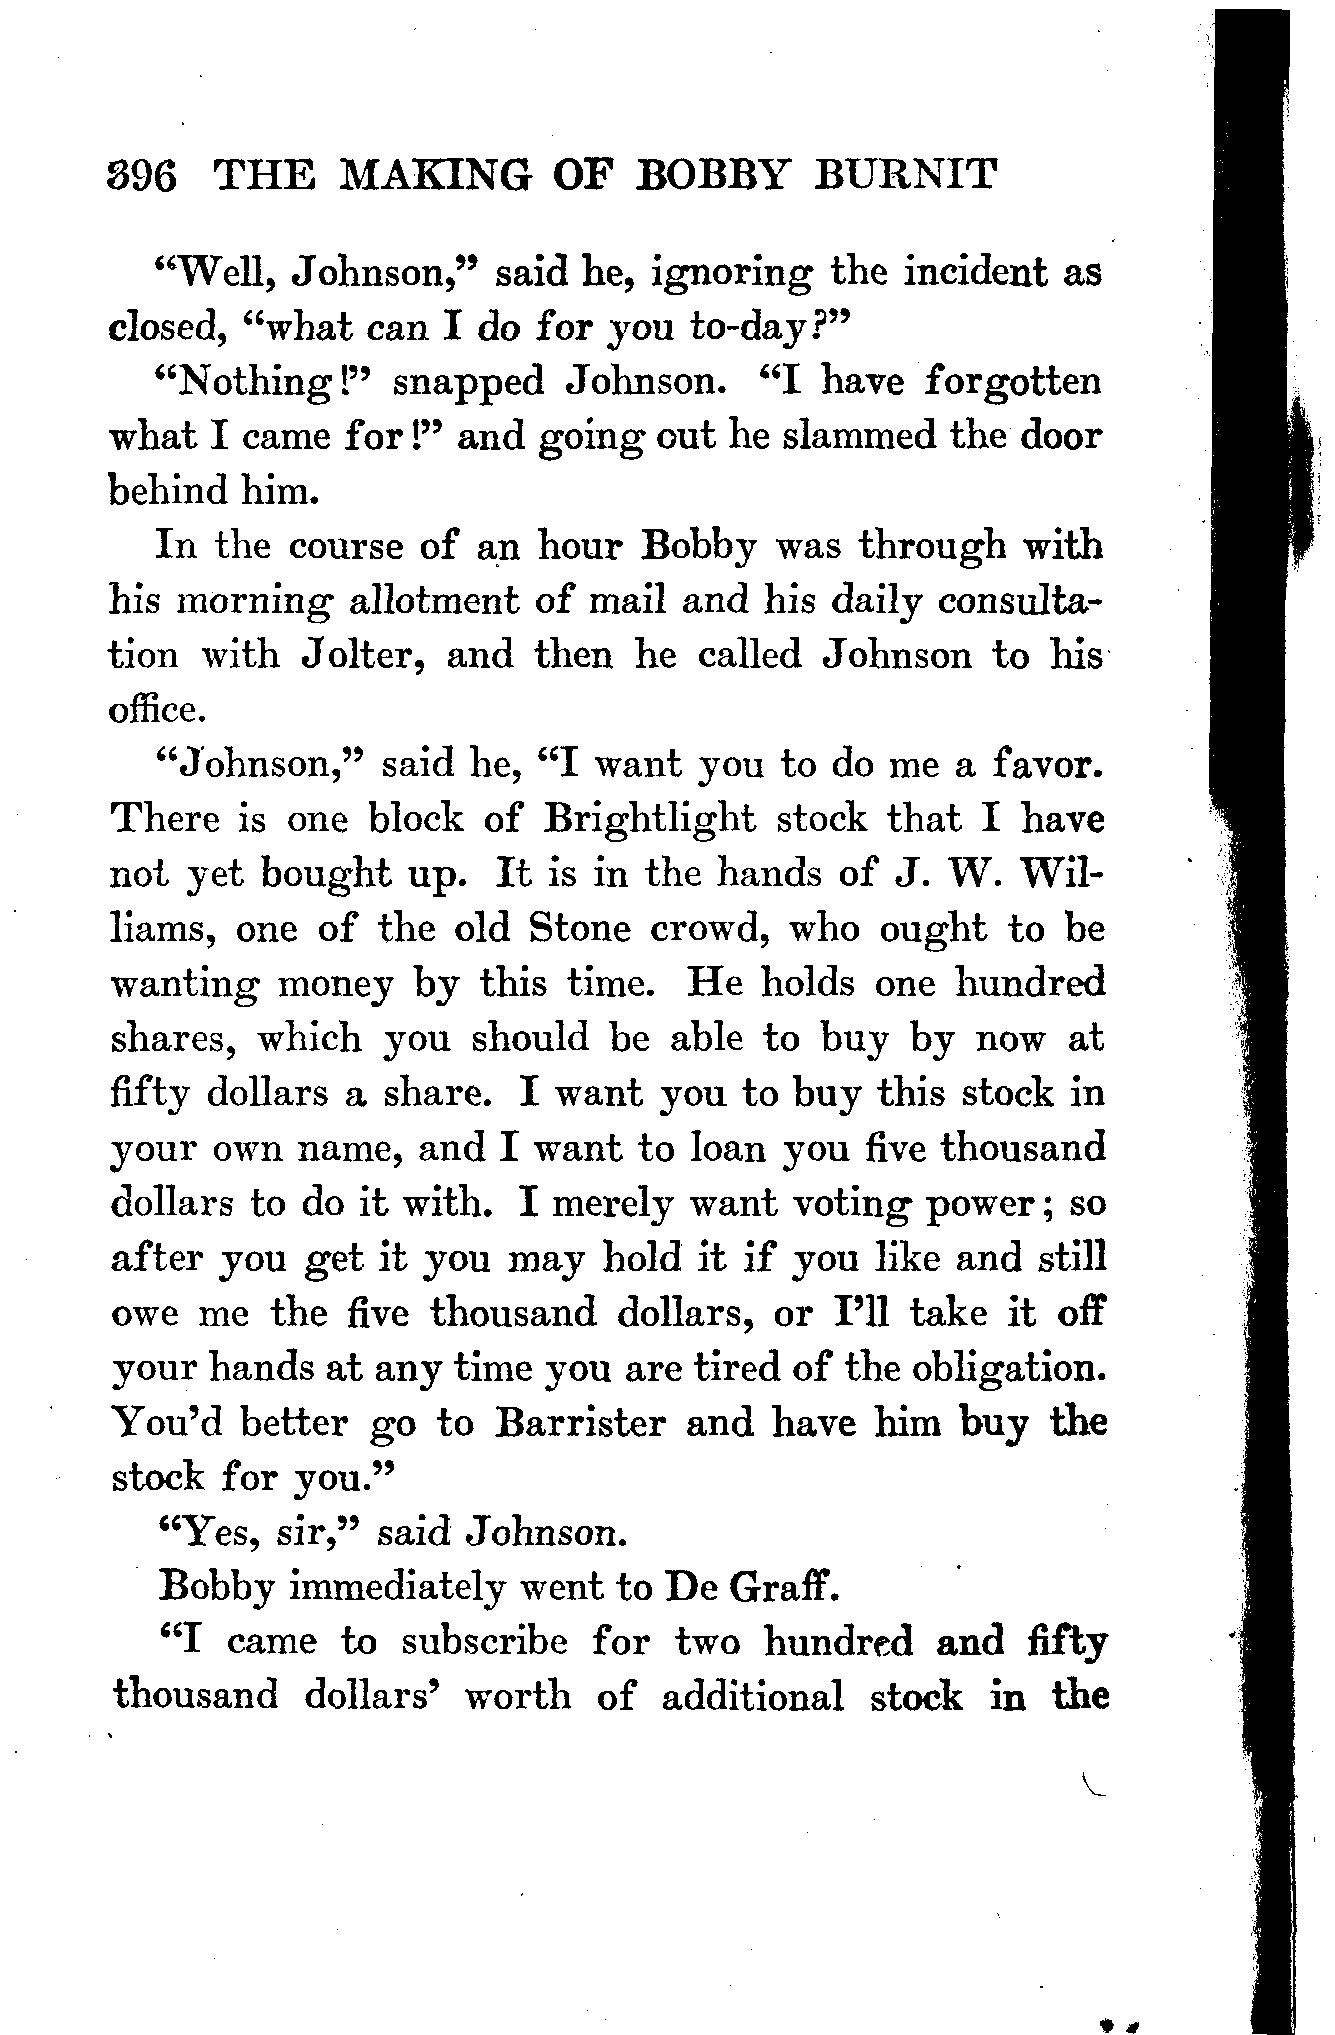 396 THE MAKING OF BOBBY BURNIT
“Well, Johnson,” said he, ignoring the incident as
closed, “what can I do for you to-day?”
“Nothing!” snapped Johnson. “I have forgotten
what I came for!” and going out he slammed the door
behind him.
In the course of an hour Bobby was through with
his morning allotment of mail and his daily consulta-
tion with Jolter, and then he called Johnson to his
office.
“Johnson,” said he, “I want you to do me a favor.
There is one block of Brightlight stock that I have
not yet bought up. It is in the hands of J. W. Wil-
liams, one of the old Stone crowd, who ought to be
wanting money by this time. He holds one hundred
shares, which you should be able to buy by now at
fifty dollars a share. I want you to buy this stock in
your own name, and I want to loan you five thousand
dollars to do it with. I merely want voting power; so
after you get it you may hold it if you like and still
owe me the five thousand dollars, or I’ll take it off
your hands at any time you are tired of the obligation.
You’d better go to Barrister and have him buy the
stock for you.”
“Yes, sir,” said Johnson.
Bobby immediately went to De Graff.
“I came to subscribe for two hundred and fifty
thousand dollars’ worth of additional stock in the